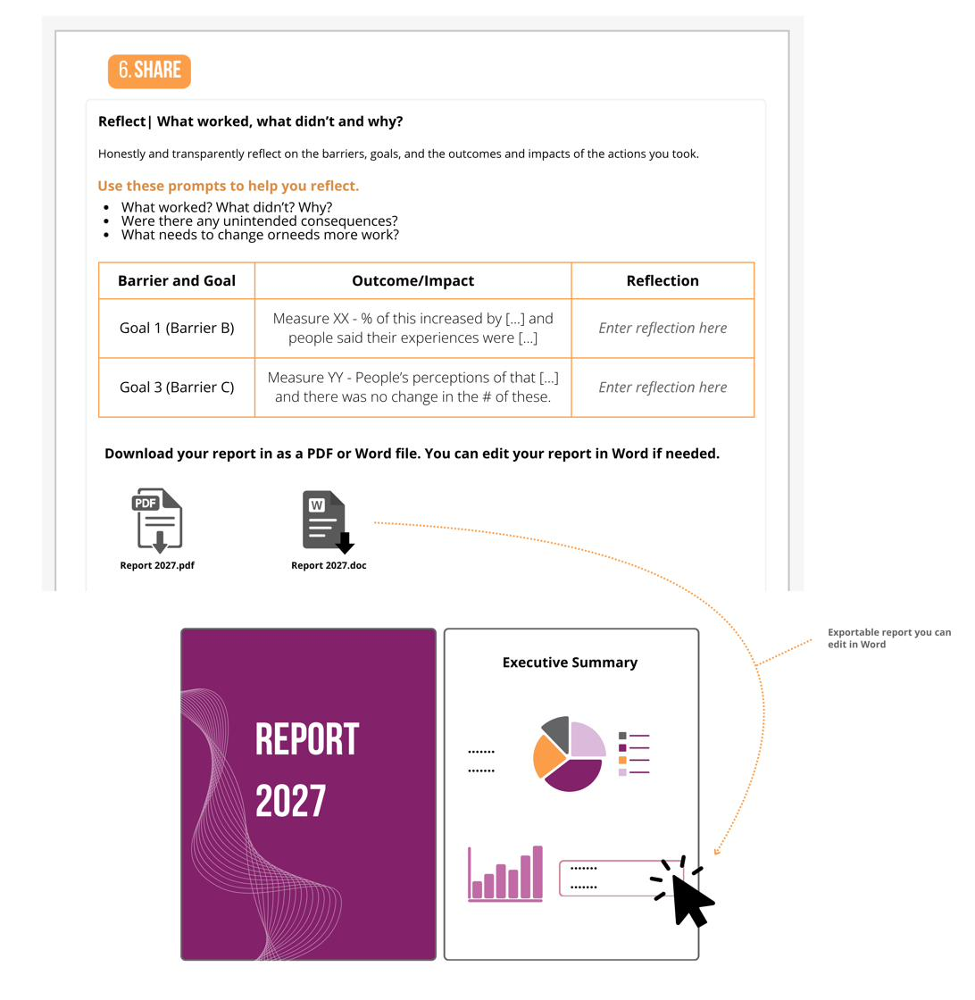 6. SHARE
Reflect| What worked, what didn’t and why?
Honestly and transparently reflect on the barriers, goals, and the outcomes and impacts of the actions you took.
Use these prompts to help you reflect.
• What worked? What didn’t? Why?
• Were there any unintended consequences?
• What needs to change orneeds more work?
Barrier and Goal
Outcome/Impact
Reflection
Goal 1 (Barrier B)
Measure XX - % of this increased by [...] and
people said their experiences were [...]
Enter reflection here
Goal 3 (Barrier C)
Measure YY - People’s perceptions of that [...]
and there was no change in the # of these.
Enter reflection here
Download your report in as a PDF or Word file. You can edit your report in Word if needed.
PDF
W
Report 2027.pdf
Report 2027.doc
Exportable report you can
edit in Word
REPORT
2027
Executive Summary